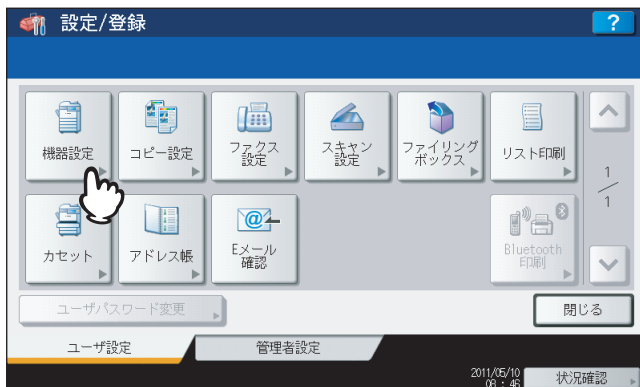 設定/登録
?
機器設定
コピー設定
ファクス
設定
スキャン
設定
ファイリング
ボックス
リスト印刷
1
1
カセット
アドレス帳
@
Eメール
確認
Bluetooth
印刷
ユーザパスワード変更
閉じる
ユーザ設定
管理者設定
2011/05/10
08 : 46
状況確認